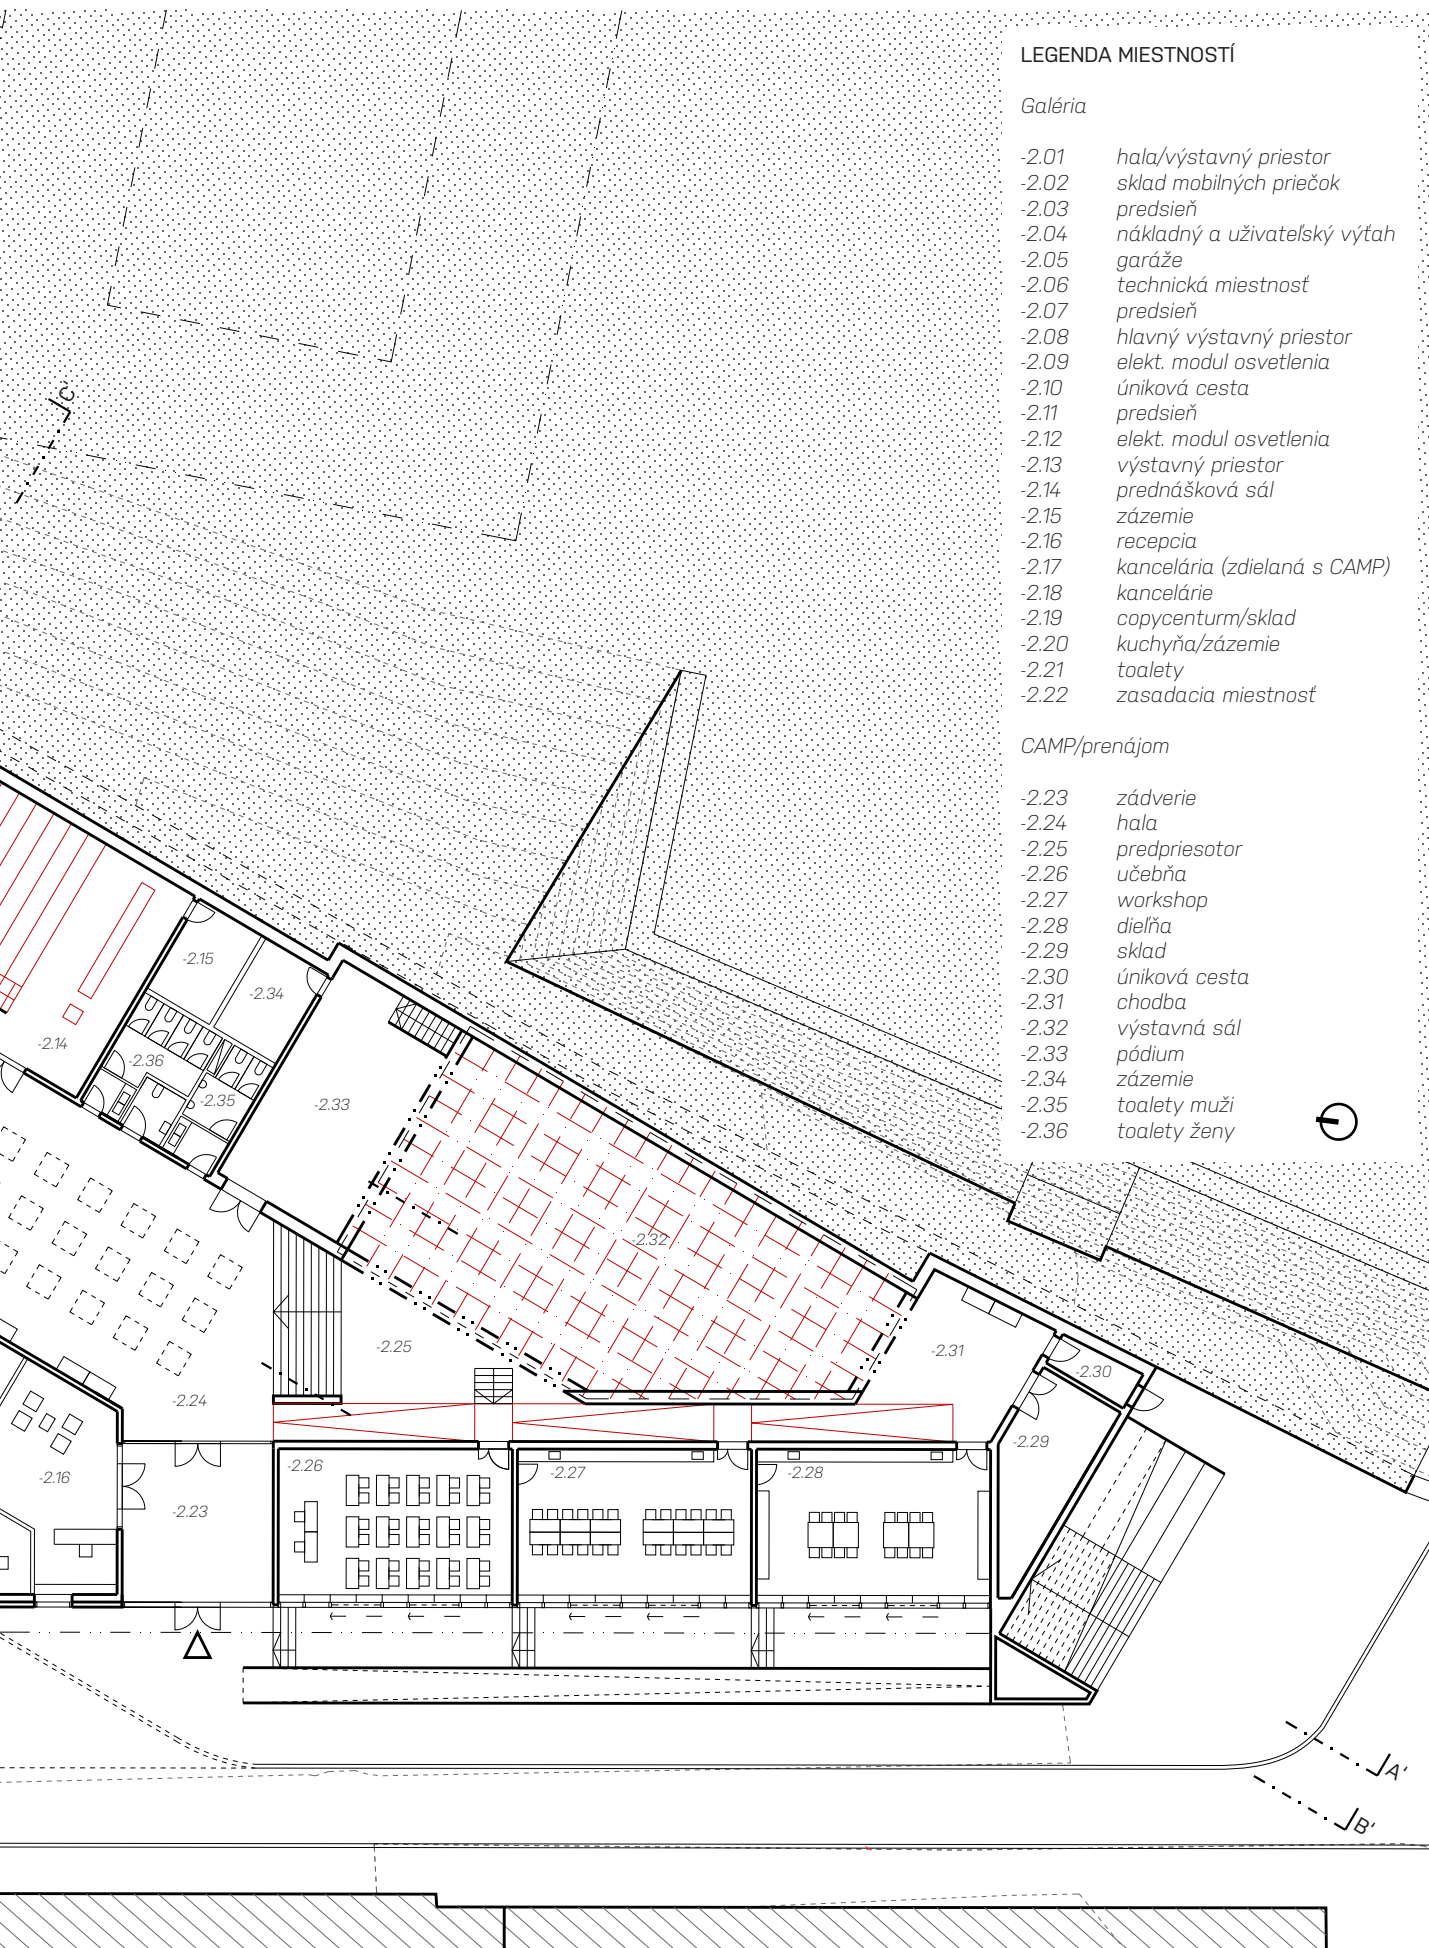 LEGENDA MIESTNOSTÍ
Galéria
-2.01 hala/výstavný priestor
-2.02 sklad mobilných priečok
-2.03 predsieň
-2.04 nákladný a uživateľský výťah
-2.05 garáže
-2.06 technická miestnosť
-2.07 predsieň
-2.08 hlavný výstavný priestor
-2.09 elekt. modul osvetlenia
-2.10 úniková cesta
-2.11 predsieň
-2.12 elekt. modul osvetlenia
-2.13 výstavný priestor
-2.14 prednášková sál
-2.15 zázemie
-2.16 recepcia
-2.17 kancelária (zdielaná s CAMP)
-2.18 kancelárie
-2.19 copycenturm/sklad
-2.20 kuchyňa/zázemie
-2.21 toalety
-2.22 zasadacia miestnosť
CAMP/prenájom
-2.23 zádverie
-2.24 hala
-2.25 predpriesotor
-2.26 učebňa
-2.27 workshop
-2.28 dielňa
-2.29 sklad
-2.30 úniková cesta
-2.31 chodba
-2.32 výstavná sál
-2.33 pódium
-2.34 zázemie
-2.35 toalety muži
-2.36 toalety ženy
C'
-2.15
-2.34
-2.14
-2.36
-2.35
-2.33
-2.32
-2.25
-2.31
-2.30
-2.24
-2.29
-2.16
-2.26
-2.27
-2.28
-2.23
A'
B'